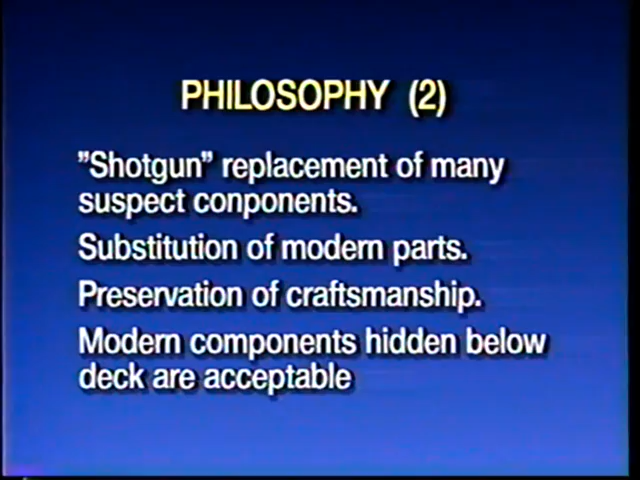 PHILOSOPHY (2)
”Shotgun” replacement of many
suspect conponents.
Substitution of modern parts.
Preservation of craftsmanship.
Modern components hidden below
deck are acceptable